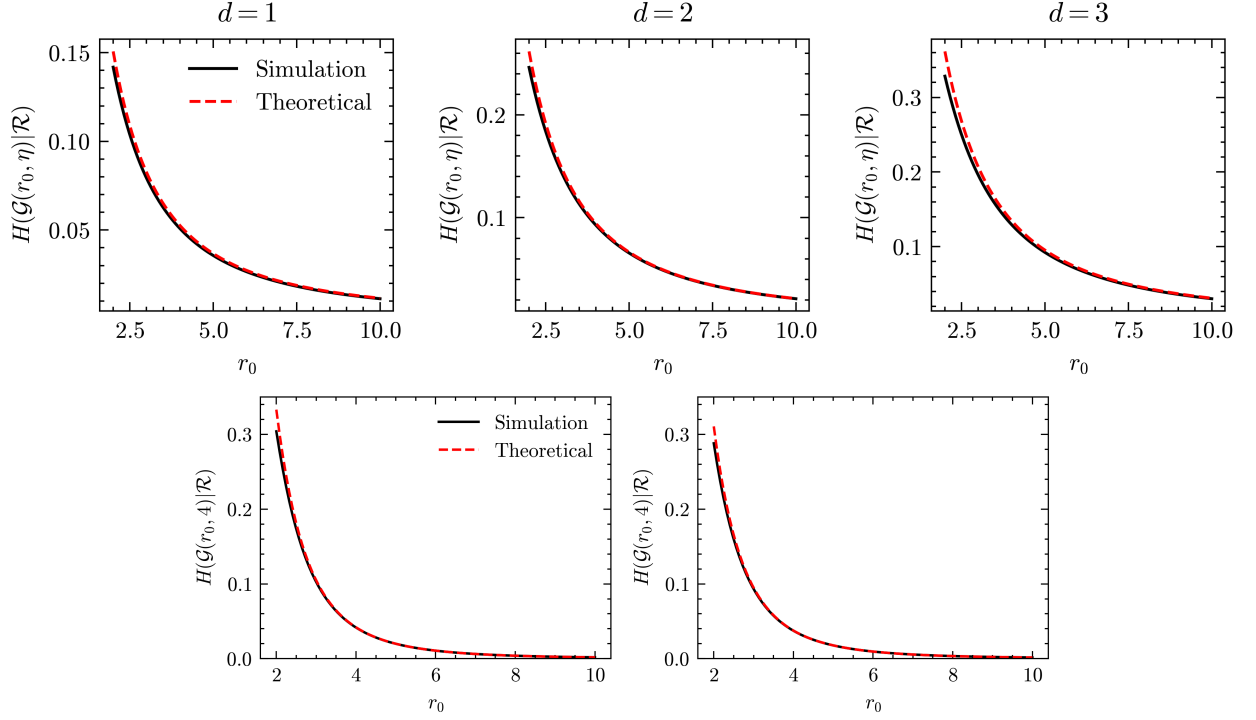 d = 1
d = 2
d = 3
H(𝒢(r₀, η)|ℛ)
0.15
0.10
0.05
Simulation
Theoretical
2.5 5.0 7.5 10.0
r₀
H(𝒢(r₀, η)|ℛ)
0.2
0.1
2.5 5.0 7.5 10.0
r₀
H(𝒢(r₀, η)|ℛ)
0.3
0.2
0.1
2.5 5.0 7.5 10.0
r₀
H(𝒢(r₀, 4)|ℛ)
0.3
0.2
0.1
0.0
Simulation
Theoretical
2 4 6 8 10
r₀
H(𝒢(r₀, 4)|ℛ)
0.3
0.2
0.1
0.0
2 4 6 8 10
r₀